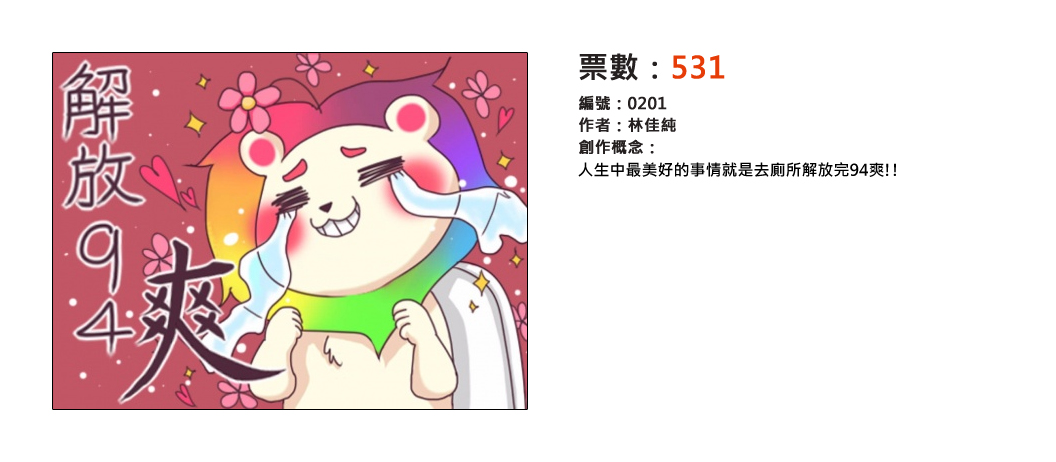 解放94爽
票數：531
編號：0201
作者：林佳純
創作概念：
人生中最美好的事情就是去廁所解放完94爽!!